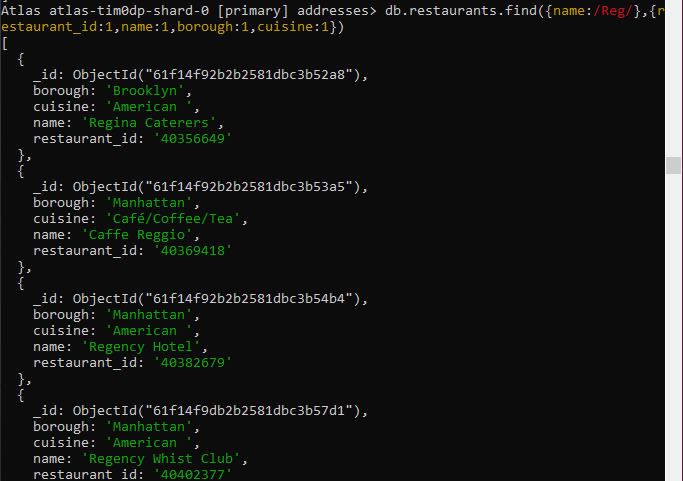 Atlas atlas-tim0dp-shard-0 [primary] addresses> db.restaurants.find({name:/Reg/},{r
estaurant_id:1,name:1,borough:1,cuisine:1})
[
  {
    _id: ObjectId("61f14f92b2b2581dbc3b52a8"),
    borough: 'Brooklyn',
    cuisine: 'American ',
    name: 'Regina Caterers',
    restaurant_id: '40356649'
  },
  {
    _id: ObjectId("61f14f92b2b2581dbc3b53a5"),
    borough: 'Manhattan',
    cuisine: 'Café/Coffee/Tea',
    name: 'Caffe Reggio',
    restaurant_id: '40369418'
  },
  {
    _id: ObjectId("61f14f92b2b2581dbc3b54b4"),
    borough: 'Manhattan',
    cuisine: 'American ',
    name: 'Regency Hotel',
    restaurant_id: '40382679'
  },
  {
    _id: ObjectId("61f14f9db2b2581dbc3b57d1"),
    borough: 'Manhattan',
    cuisine: 'American ',
    name: 'Regency Whist Club',
    restaurant_id: '40402377'